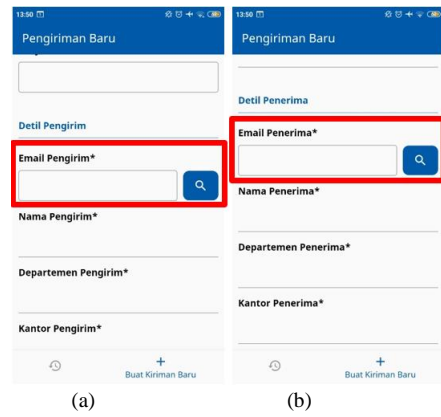 13:50
Pengiriman Baru
Detil Pengirim
Email Pengirim*
Nama Pengirim*
Departemen Pengirim*
Kantor Pengirim*
+
Buat Kiriman Baru
(a)
13:50
Pengiriman Baru
Detil Penerima
Email Penerima*
Nama Penerima*
Departemen Penerima*
Kantor Penerima*
+
Buat Kiriman Baru
(b)